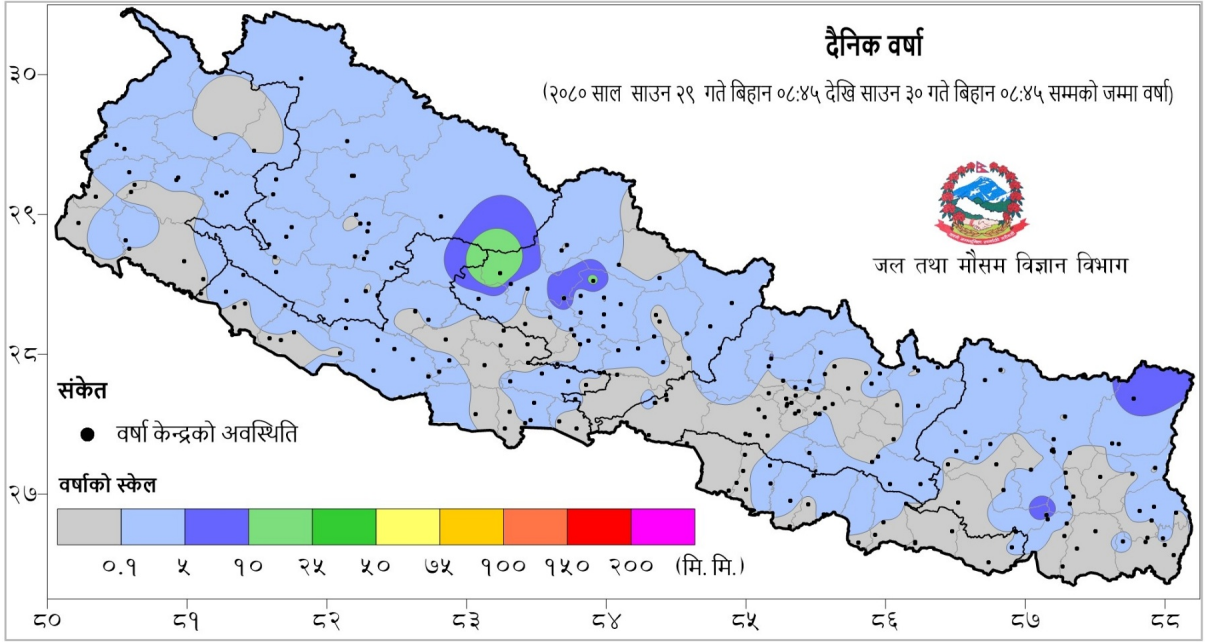 दैनिक वर्षा
(२०८० साल साउन २९ गते बिहान ०८:४५ देखि साउन ३० गते बिहान ०८:४५ सम्मको जम्मा वर्षा)
जल तथा मौसम विज्ञान विभाग
३०
२९
२८
२७
संकेत
वर्षा केन्द्रको अवस्थिति
वर्षाको स्केल
०.१ ५ १० २५ ५० ७५ १०० १५० २०० (मि. मि.)
८० ८१ ८२ ८३ ८४ ८५ ८६ ८७ ८८